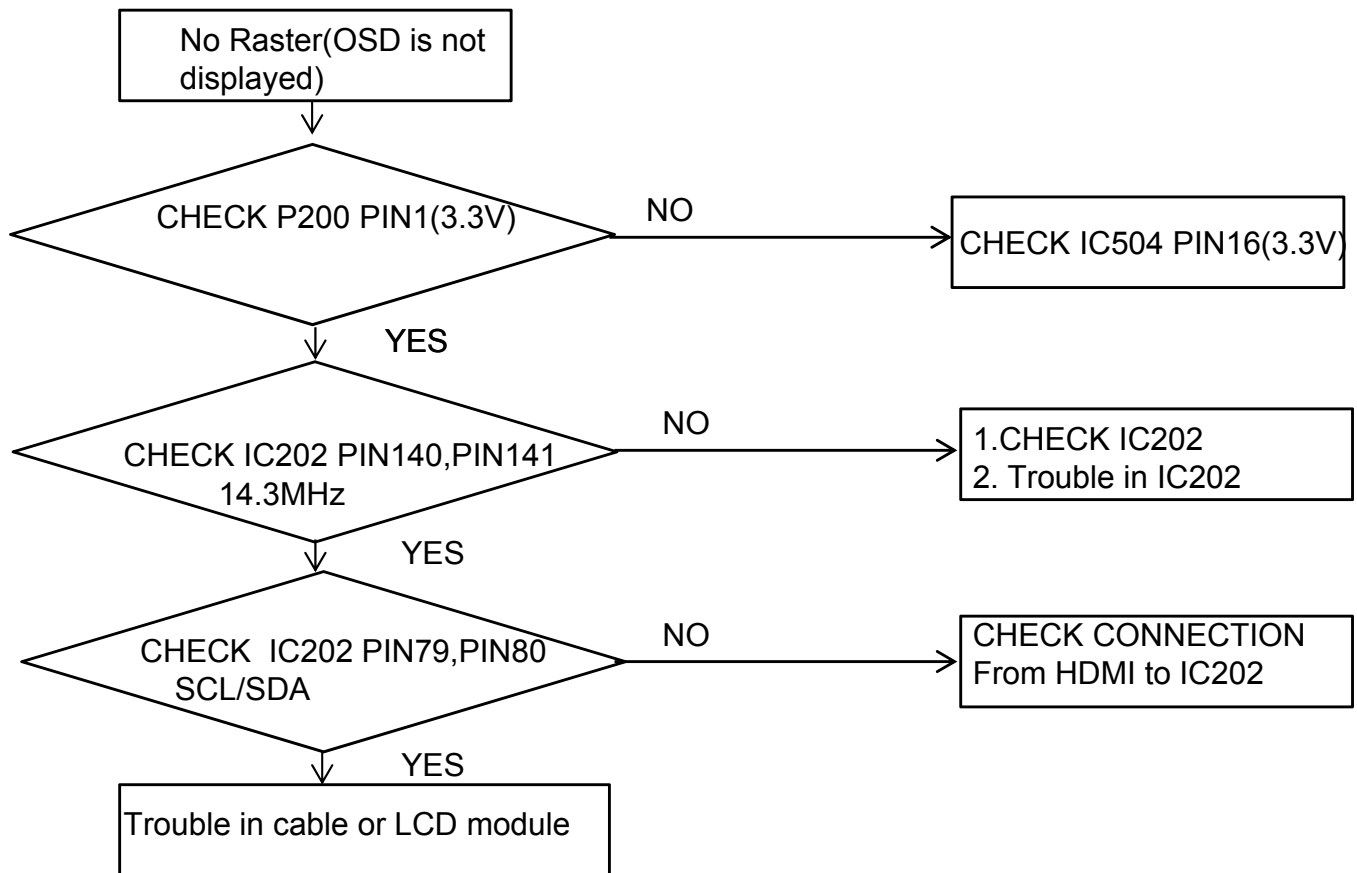 No Raster(OSD is not
displayed)
CHECK P200 PIN1(3.3V)
NO
CHECK IC504 PIN16(3.3V)
YES
CHECK IC202 PIN140,PIN141
14.3MHz
NO
1.CHECK IC202
2. Trouble in IC202
YES
CHECK  IC202 PIN79,PIN80
SCL/SDA
NO
CHECK CONNECTION
From HDMI to IC202
YES
Trouble in cable or LCD module